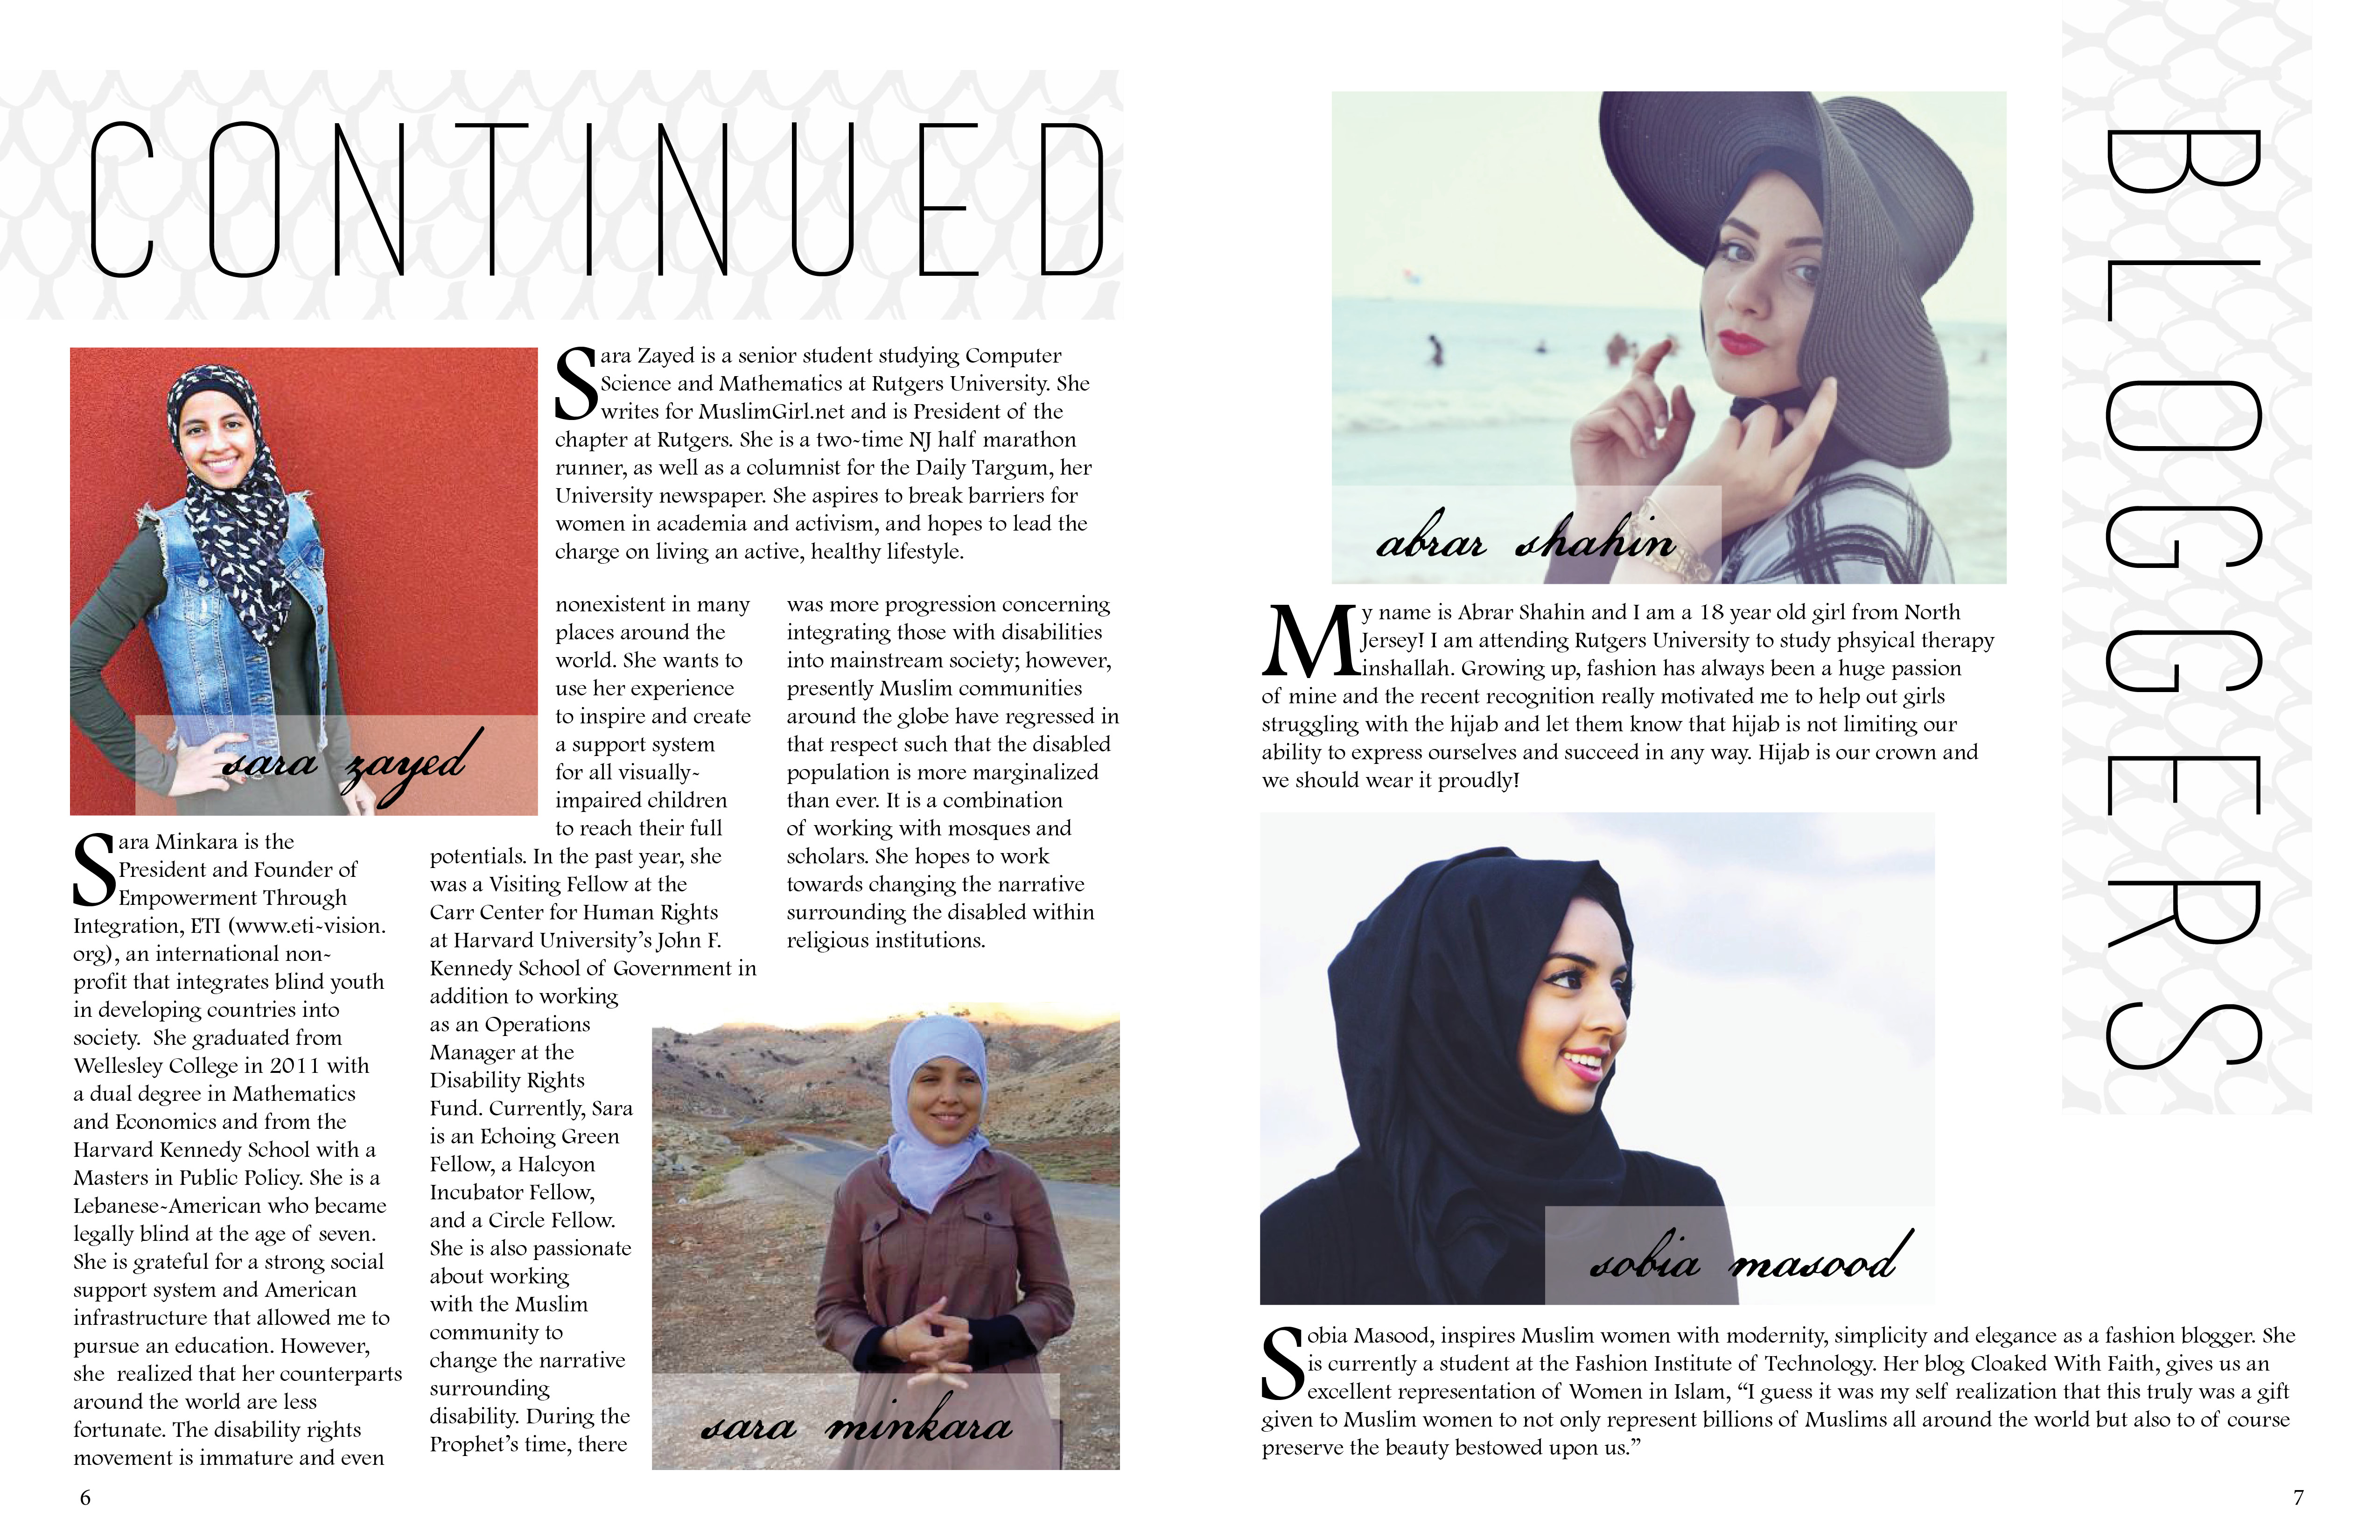 CONTINUED
Sara Zayed is a senior student studying Computer
Science and Mathematics at Rutgers University. She
writes for MuslimGirl.net and is President of the
chapter at Rutgers. She is a two-time NJ half marathon
runner, as well as a columnist for the Daily Targum, her
University newspaper. She aspires to break barriers for
women in academia and activism, and hopes to lead the
charge on living an active, healthy lifestyle.
sara zayed
Sara Minkara is the
President and Founder of
Empowerment Through
Integration, ETI (www.eti-vision.
org), an international non-
profit that integrates blind youth
in developing countries into
society.  She graduated from
Wellesley College in 2011 with
a dual degree in Mathematics
and Economics and from the
Harvard Kennedy School with a
Masters in Public Policy. She is a
Lebanese-American who became
legally blind at the age of seven.
She is grateful for a strong social
support system and American
infrastructure that allowed me to
pursue an education. However,
she  realized that her counterparts
around the world are less
fortunate. The disability rights
movement is immature and even
nonexistent in many
places around the
world. She wants to
use her experience
to inspire and create
a support system
for all visually-
impaired children
to reach their full
potentials. In the past year, she
was a Visiting Fellow at the
Carr Center for Human Rights
at Harvard University's John F.
Kennedy School of Government in
addition to working
as an Operations
Manager at the
Disability Rights
Fund. Currently, Sara
is an Echoing Green
Fellow, a Halcyon
Incubator Fellow,
and a Circle Fellow.
She is also passionate
about working
with the Muslim
community to
change the narrative
surrounding
disability. During the
Prophet's time, there
was more progression concerning
integrating those with disabilities
into mainstream society; however,
presently Muslim communities
around the globe have regressed in
that respect such that the disabled
population is more marginalized
than ever. It is a combination
of working with mosques and
scholars. She hopes to work
towards changing the narrative
surrounding the disabled within
religious institutions.
sara minkara
6
BLOGGERS
abrar shahin
My name is Abrar Shahin and I am a 18 year old girl from North
Jersey! I am attending Rutgers University to study phsyical therapy
inshallah. Growing up, fashion has always been a huge passion
of mine and the recent recognition really motivated me to help out girls
struggling with the hijab and let them know that hijab is not limiting our
ability to express ourselves and succeed in any way. Hijab is our crown and
we should wear it proudly!
sobia masood
Sobia Masood, inspires Muslim women with modernity, simplicity and elegance as a fashion blogger. She
is currently a student at the Fashion Institute of Technology. Her blog Cloaked With Faith, gives us an
excellent representation of Women in Islam, “I guess it was my self realization that this truly was a gift
given to Muslim women to not only represent billions of Muslims all around the world but also to of course
preserve the beauty bestowed upon us.”
7